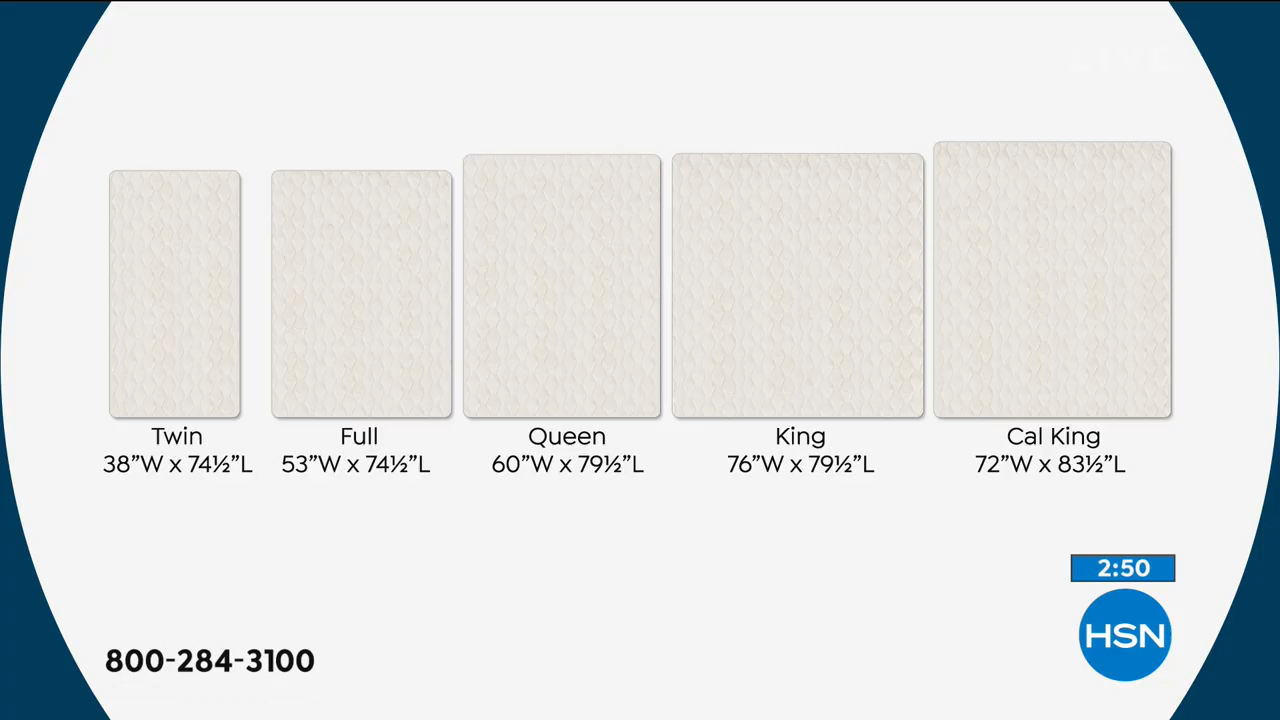 Twin
38”W x 74½”L
Full
53”W x 74½”L
Queen
60”W x 79½”L
King
76”W x 79½”L
Cal King
72”W x 83½”L
2:50
HSN
800-284-3100